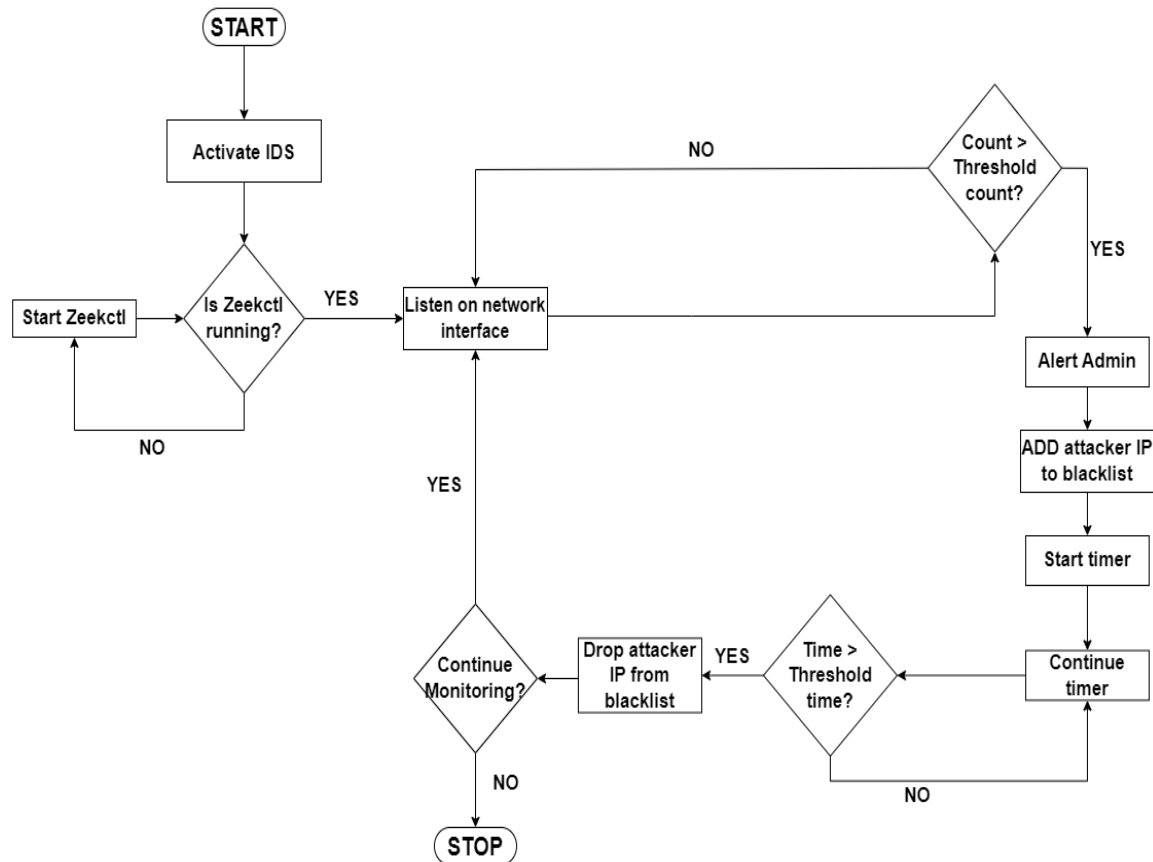 START
Activate IDS
Is Zeekctl
running?
Start Zeekctl
NO
YES
Listen on network
interface
Count >
Threshold
count?
NO
YES
Alert Admin
ADD attacker IP
to blacklist
Start timer
Continue
timer
Time >
Threshold
time?
NO
YES
Drop attacker
IP from
blacklist
Continue
Monitoring?
YES
NO
STOP